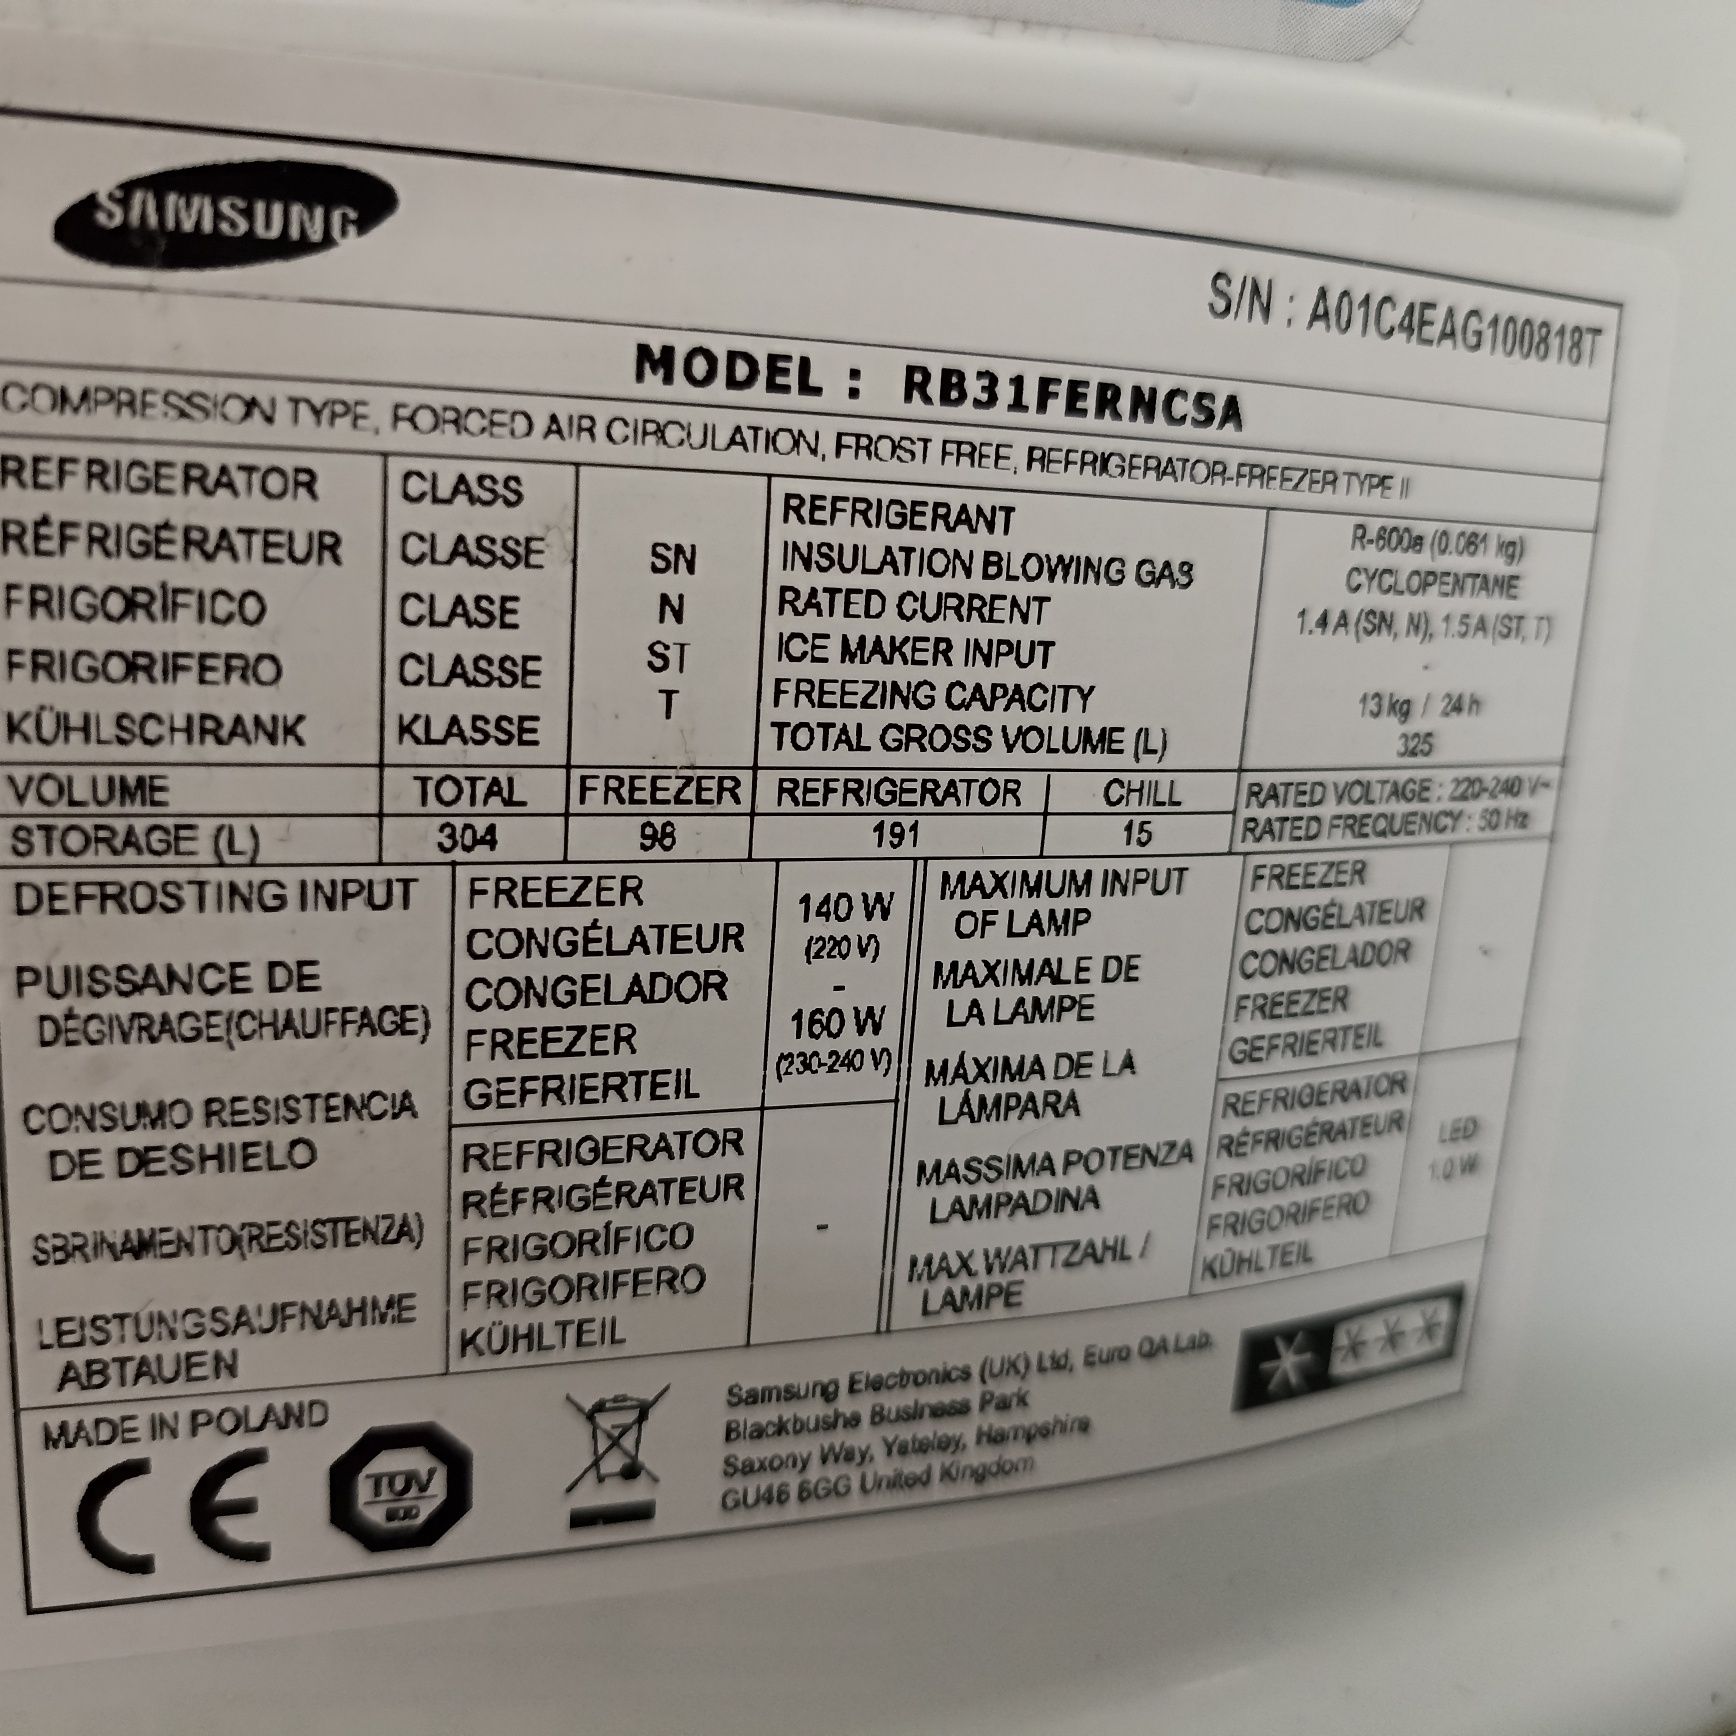 SAMSUNG
S/N : A01C4EAG100818T
MODEL : RB31FERNCSA
COMPRESSION TYPE, FORCED AIR CIRCULATION, FROST FREE, REFRIGERATOR-FREEZER TYPE II
REFRIGERATOR
RÉFRIGÉRATEUR
FRIGORÍFICO
FRIGORIFERO
KÜHLSCHRANK
CLASS
CLASSE
CLASE
CLASSE
KLASSE
SN
N
ST
T
REFRIGERANT
INSULATION BLOWING GAS
RATED CURRENT
ICE MAKER INPUT
FREEZING CAPACITY
TOTAL GROSS VOLUME (L)
R-600a (0.061 kg)
CYCLOPENTANE
1.4 A (SN, N), 1.5 A (ST, T)
-
13 kg / 24 h
325
VOLUME TOTAL FREEZER REFRIGERATOR CHILL
STORAGE (L) 304 98 191 15
RATED VOLTAGE : 220-240 V~
RATED FREQUENCY : 50 Hz
DEFROSTING INPUT
PUISSANCE DE
DÉGIVRAGE(CHAUFFAGE)
CONSUMO RESISTENCIA
DE DESHIELO
SBRINAMENTO(RESISTENZA)
LEISTUNGSAUFNAHME
ABTAUEN
FREEZER
CONGÉLATEUR
CONGELADOR
FREEZER
GEFRIERTEIL
140 W
(220 V)
-
160 W
(230-240 V)
REFRIGERATOR
RÉFRIGÉRATEUR
FRIGORÍFICO
FRIGORIFERO
KÜHLTEIL
-
MAXIMUM INPUT
OF LAMP
MAXIMALE DE
LA LAMPE
MÁXIMA DE LA
LÁMPARA
MASSIMA POTENZA
LAMPADINA
MAX. WATTZAHL /
LAMPE
FREEZER
CONGÉLATEUR
CONGELADOR
FREEZER
GEFRIERTEIL
-
REFRIGERATOR
RÉFRIGÉRATEUR
FRIGORÍFICO
FRIGORIFERO
KÜHLTEIL
LED
1.0 W
MADE IN POLAND
CE
TÜV
SÜD
Samsung Electronics (UK) Ltd, Euro QA Lab.
Blackbushe Business Park
Saxony Way, Yateley, Hampshire
GU46 6GG United Kingdom